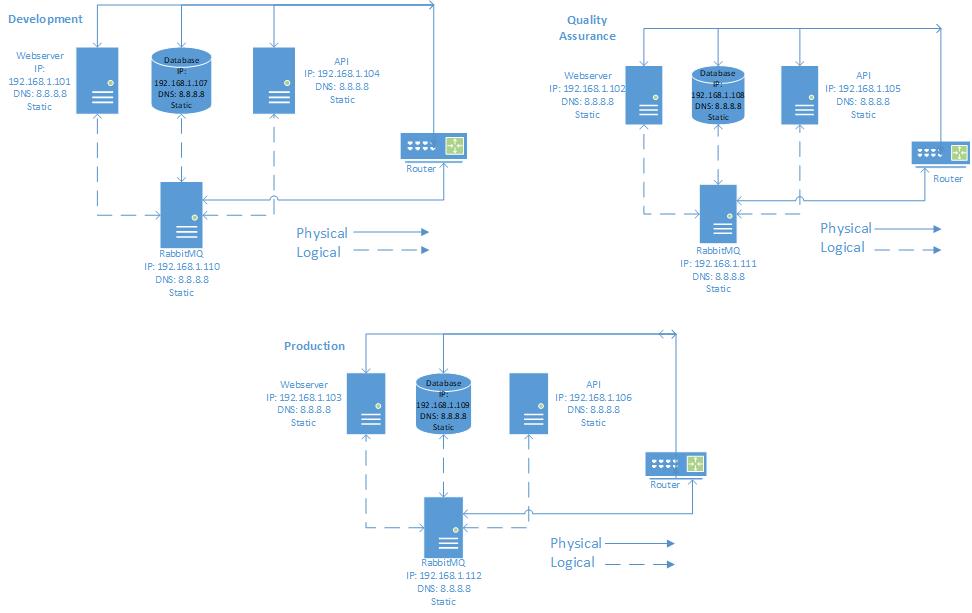 Development
Webserver
IP:
192.168.1.101
DNS: 8.8.8.8
Static
Database
IP:
192.168.1.107
DNS: 8.8.8.8
Static
API
IP: 192.168.1.104
DNS: 8.8.8.8
Static
Router
RabbitMQ
IP: 192.168.1.110
DNS: 8.8.8.8
Static
Physical
Logical
Quality
Assurance
Webserver
IP: 192.168.1.102
DNS: 8.8.8.8
Static
Database
IP:
192.168.1.108
DNS: 8.8.8.8
Static
API
IP: 192.168.1.105
DNS: 8.8.8.8
Static
Router
RabbitMQ
IP: 192.168.1.111
DNS: 8.8.8.8
Static
Physical
Logical
Production
Webserver
IP: 192.168.1.103
DNS: 8.8.8.8
Static
Database
IP:
192.168.1.109
DNS: 8.8.8.8
Static
API
IP: 192.168.1.106
DNS: 8.8.8.8
Static
Router
RabbitMQ
IP: 192.168.1.112
DNS: 8.8.8.8
Static
Physical
Logical